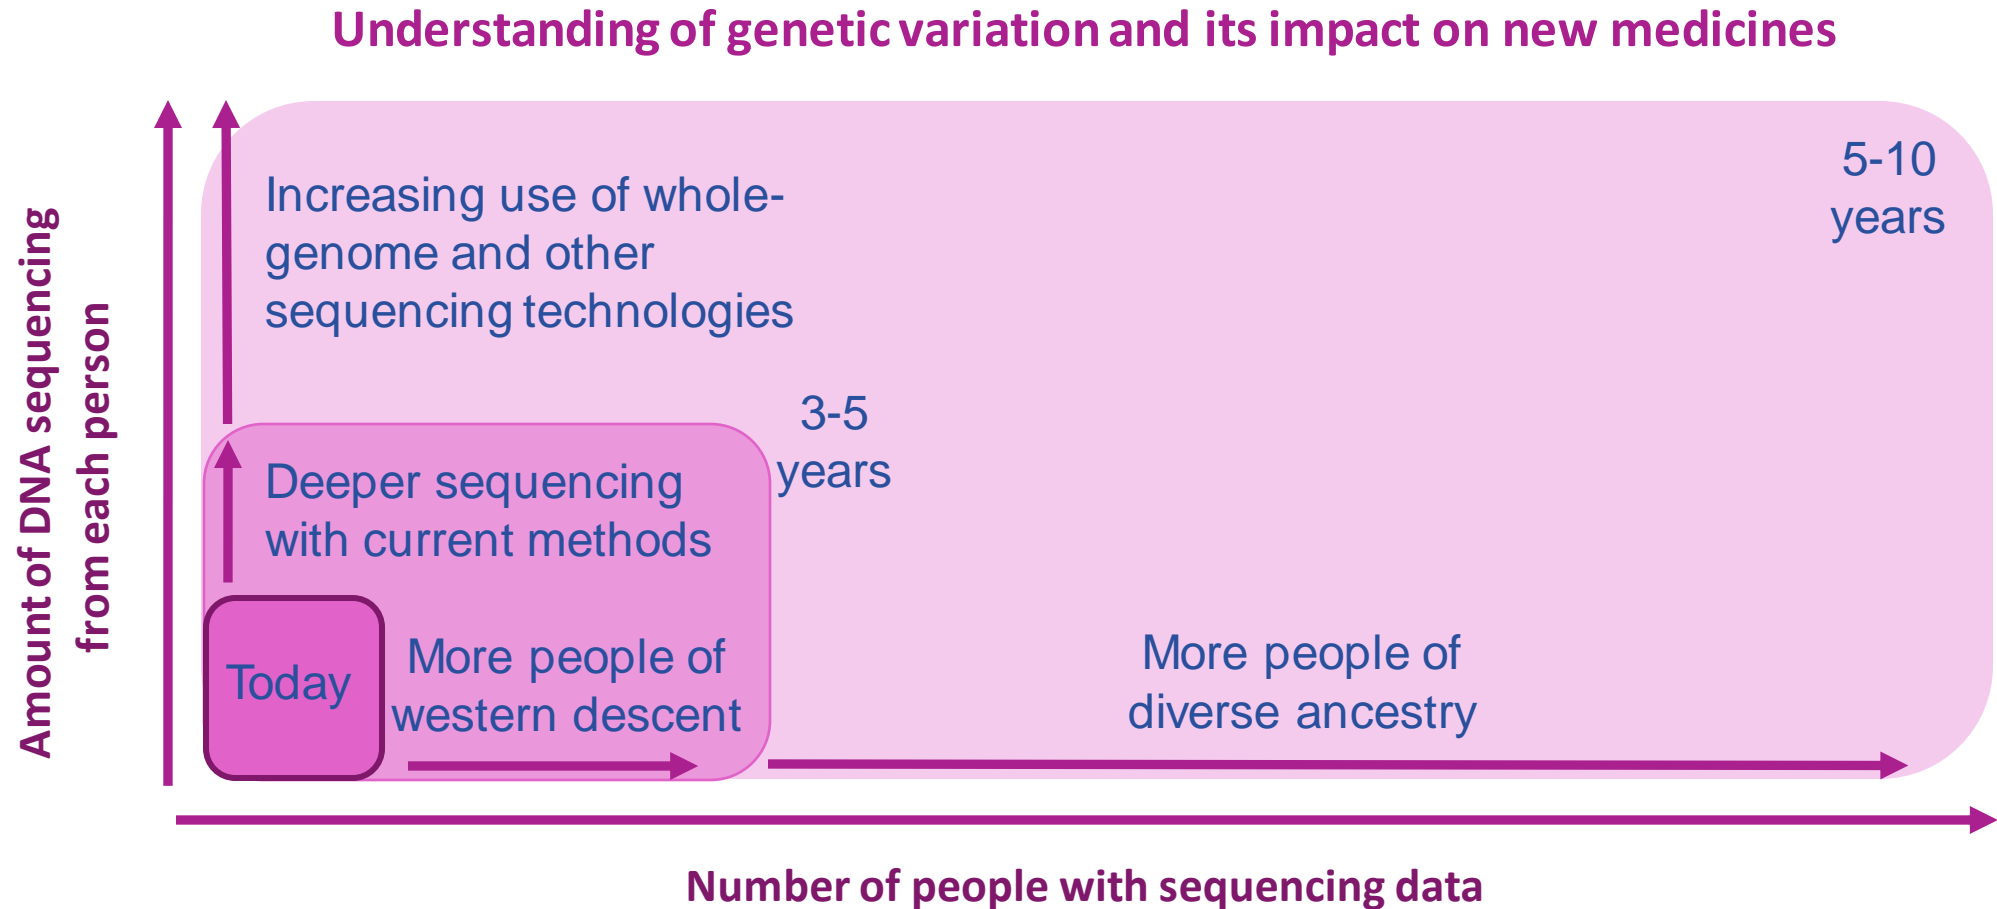 Understanding of genetic variation and its impact on new medicines
Amount of DNA sequencing
from each person
Increasing use of whole-
genome and other
sequencing technologies
5-10
years
3-5
years
Deeper sequencing
with current methods
Today
More people of
western descent
More people of
diverse ancestry
Number of people with sequencing data